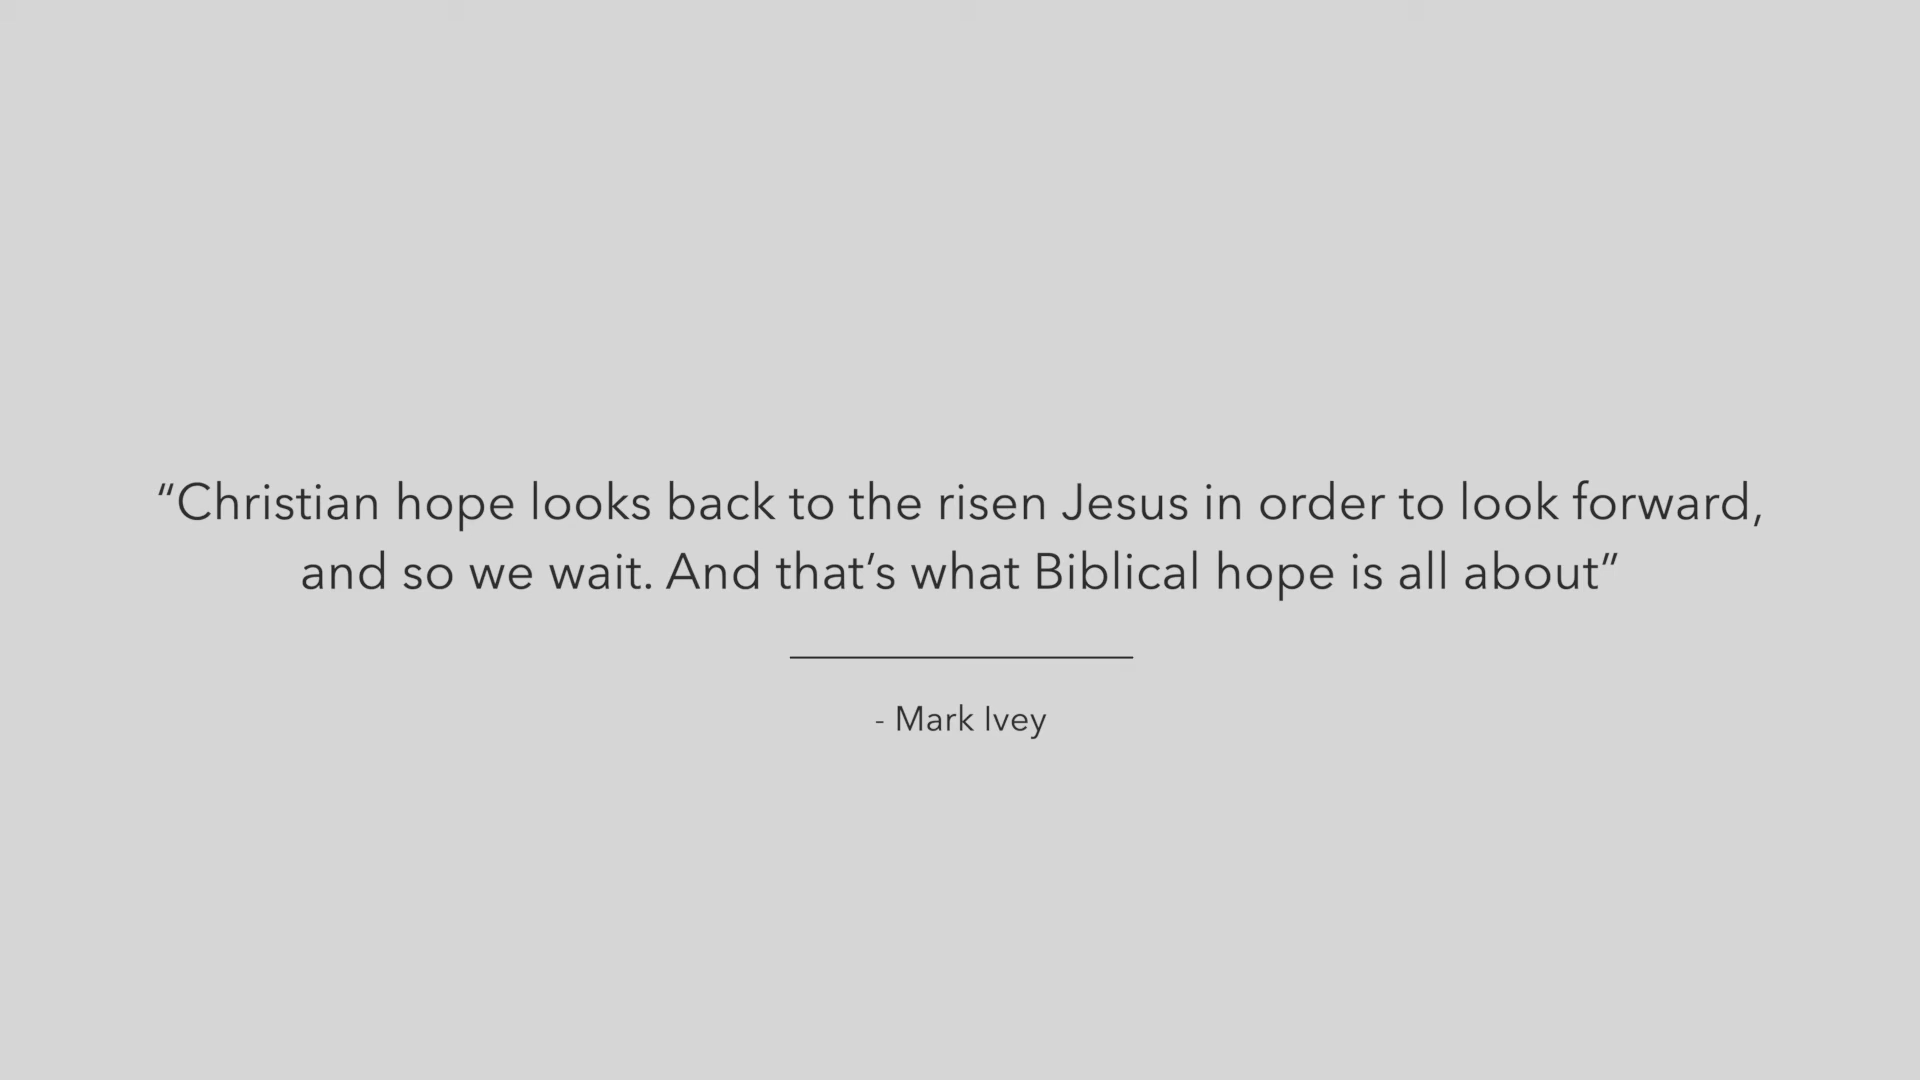 “Christian hope looks back to the risen Jesus in order to look forward,
and so we wait. And that’s what Biblical hope is all about”
- Mark Ivey